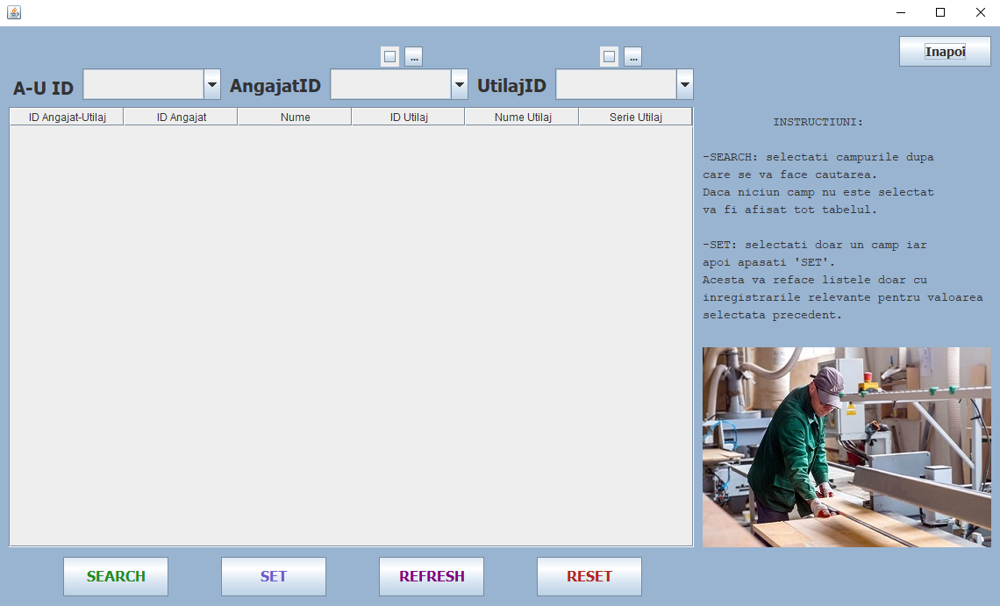 Inapoi
...
...
A-U ID
AngajatID
UtilajID
ID Angajat-Utilaj ID Angajat Nume ID Utilaj Nume Utilaj Serie Utilaj
INSTRUCTIUNI:
-SEARCH: selectati campurile dupa
care se va face cautarea.
Daca niciun camp nu este selectat
va fi afisat tot tabelul.
-SET: selectati doar un camp iar
apoi apasati 'SET'.
Acesta va reface listele doar cu
inregistrarile relevante pentru valoarea
selectata precedent.
SEARCH
SET
REFRESH
RESET